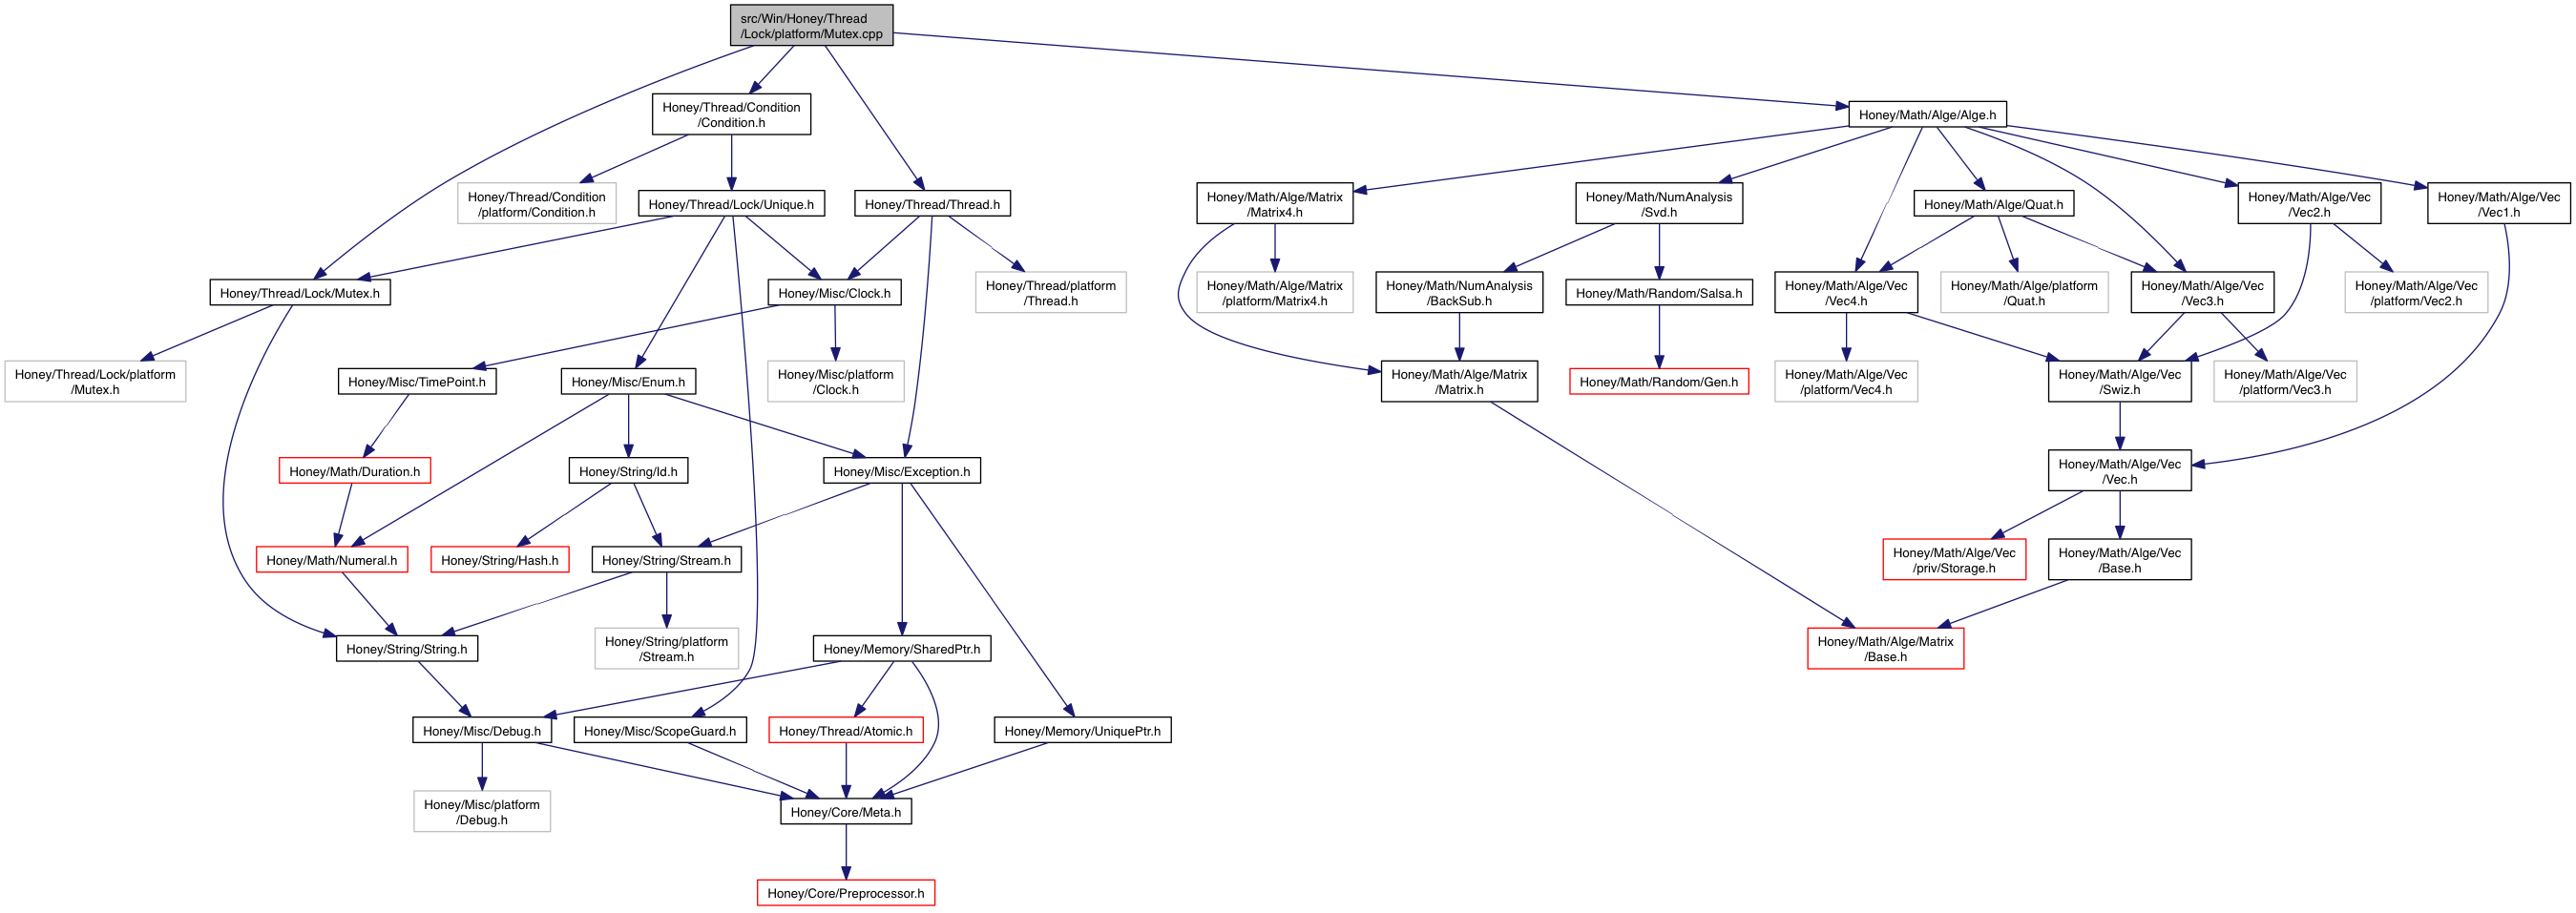 src/Win/Honey/Thread
/Lock/platform/Mutex.cpp
Honey/Thread/Condition
/Condition.h
Honey/Math/Alge/Alge.h
Honey/Thread/Condition
/platform/Condition.h
Honey/Thread/Lock/Unique.h
Honey/Thread/Thread.h
Honey/Math/Alge/Matrix
/Matrix4.h
Honey/Math/NumAnalysis
/Svd.h
Honey/Math/Alge/Quat.h
Honey/Math/Alge/Vec
/Vec2.h
Honey/Math/Alge/Vec
/Vec1.h
Honey/Thread/Lock/Mutex.h
Honey/Misc/Clock.h
Honey/Thread/platform
/Thread.h
Honey/Math/Alge/Matrix
/platform/Matrix4.h
Honey/Math/NumAnalysis
/BackSub.h
Honey/Math/Random/Salsa.h
Honey/Math/Alge/Vec
/Vec4.h
Honey/Math/Alge/platform
/Quat.h
Honey/Math/Alge/Vec
/Vec3.h
Honey/Math/Alge/Vec
/platform/Vec2.h
Honey/Thread/Lock/platform
/Mutex.h
Honey/Misc/TimePoint.h
Honey/Misc/Enum.h
Honey/Misc/platform
/Clock.h
Honey/Math/Alge/Matrix
/Matrix.h
Honey/Math/Random/Gen.h
Honey/Math/Alge/Vec
/platform/Vec4.h
Honey/Math/Alge/Vec
/Swiz.h
Honey/Math/Alge/Vec
/platform/Vec3.h
Honey/Math/Duration.h
Honey/String/Id.h
Honey/Misc/Exception.h
Honey/Math/Alge/Vec
/Vec.h
Honey/Math/Numeral.h
Honey/String/Hash.h
Honey/String/Stream.h
Honey/Math/Alge/Vec
/priv/Storage.h
Honey/Math/Alge/Vec
/Base.h
Honey/String/String.h
Honey/String/platform
/Stream.h
Honey/Memory/SharedPtr.h
Honey/Math/Alge/Matrix
/Base.h
Honey/Misc/Debug.h
Honey/Misc/ScopeGuard.h
Honey/Thread/Atomic.h
Honey/Memory/UniquePtr.h
Honey/Misc/platform
/Debug.h
Honey/Core/Meta.h
Honey/Core/Preprocessor.h